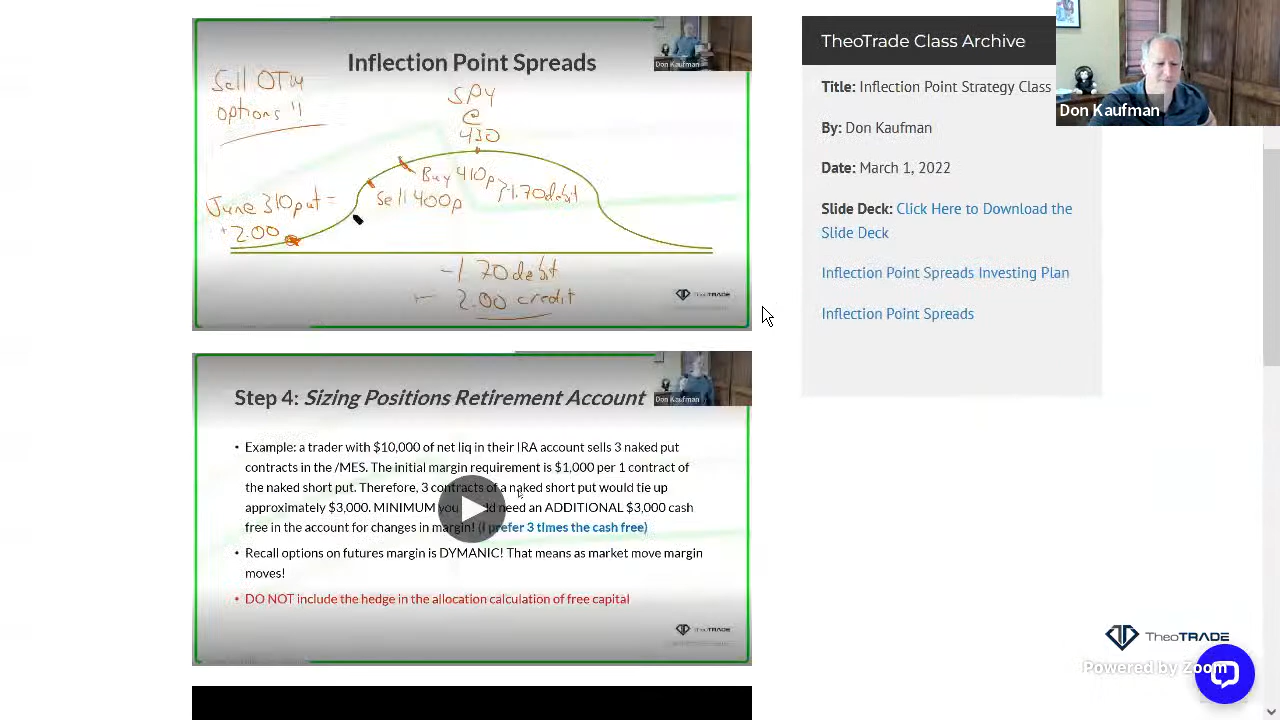 Inflection Point Spreads
Don Kaufman
Sell OTM
options !!
SPY
@
430
Buy 410p
Sell 400p
}-1.70 debt
June 310 put =
+2.00
-1.70 debt
+ 2.00 credit
TheoTRADE
Step 4: Sizing Positions Retirement Account
Don Kaufman
• Example: a trader with $10,000 of net liq in their IRA account sells 3 naked put
contracts in the /MES. The initial margin requirement is $1,000 per 1 contract of
the naked short put. Therefore, 3 contracts of a naked short put would tie up
approximately $3,000. MINIMUM you need an ADDITIONAL $3,000 cash
free in the account for changes in margin! (I prefer 3 times the cash free)
• Recall options on futures margin is DYMANIC! That means as market move margin
moves!
• DO NOT include the hedge in the allocation calculation of free capital
TheoTRADE
TheoTrade Class Archive
Title: Inflection Point Strategy Class
By: Don Kaufman
Date: March 1, 2022
Slide Deck: Click Here to Download the
Slide Deck
Inflection Point Spreads Investing Plan
Inflection Point Spreads
Don Kaufman
TheoTRADE
Powered by Zoom